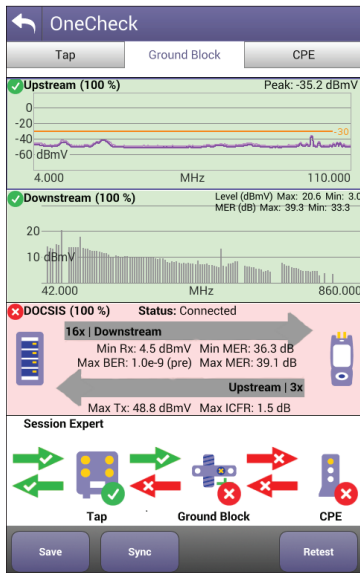 OneCheck
Tap Ground Block CPE
Upstream (100 %) Peak: -35.2 dBmV
0
-20
-30
-40
-60 dBmV
4.000 MHz 110.000
Downstream (100 %) Level (dBmV) Max: 20.6 Min: 3.0
MER (dB) Max: 39.3 Min: 33.3
20
10 dBmV
42.000 MHz 860.000
DOCSIS (100 %) Status: Connected
16x | Downstream
Min Rx: 4.5 dBmV Min MER: 36.3 dB
Max BER: 1.0e-9 (pre) Max MER: 39.1 dB
Upstream | 3x
Max Tx: 48.8 dBmV Max ICFR: 1.5 dB
Session Expert
Tap Ground Block CPE
Save Sync Retest